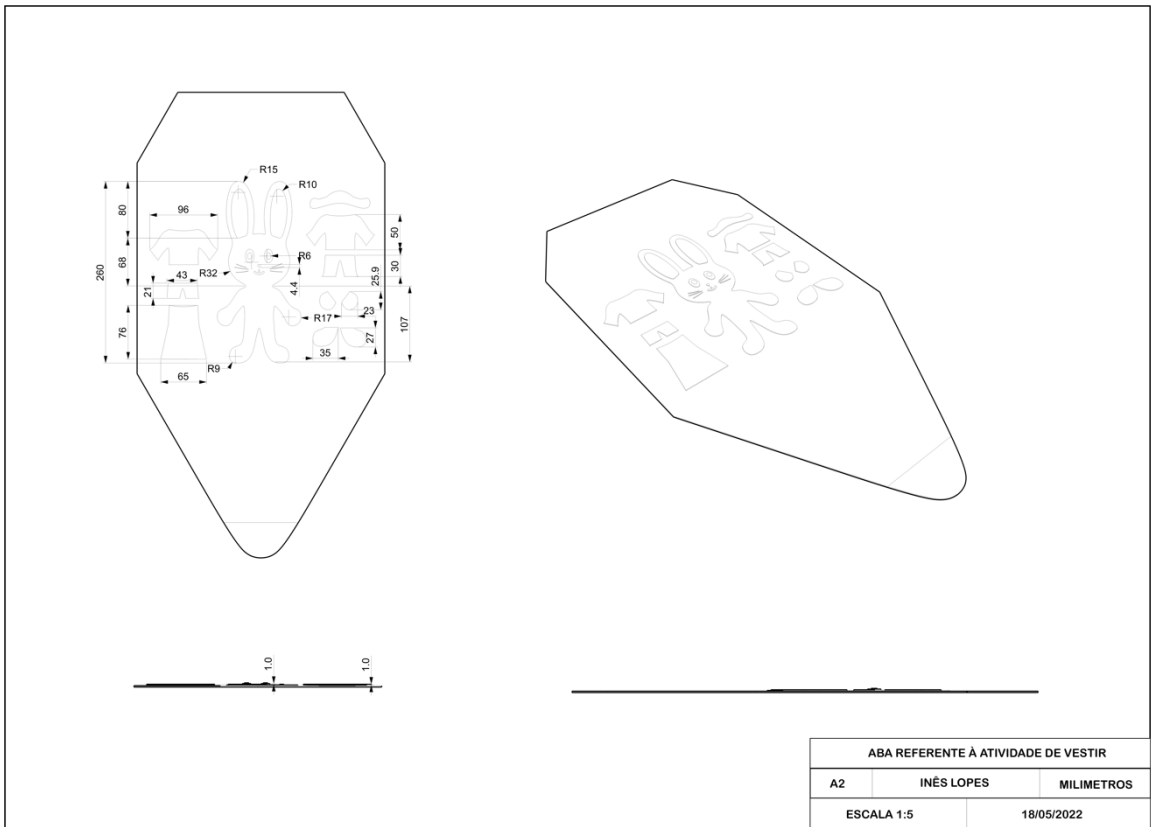 R15
R10
80
96
50
R6
260
68
R32
30
43
4.4
25.9
21
23
R17
107
76
27
35
R9
65
1.0
1.0
ABA REFERENTE À ATIVIDADE DE VESTIR
A2 INÊS LOPES MILIMETROS
ESCALA 1:5 18/05/2022